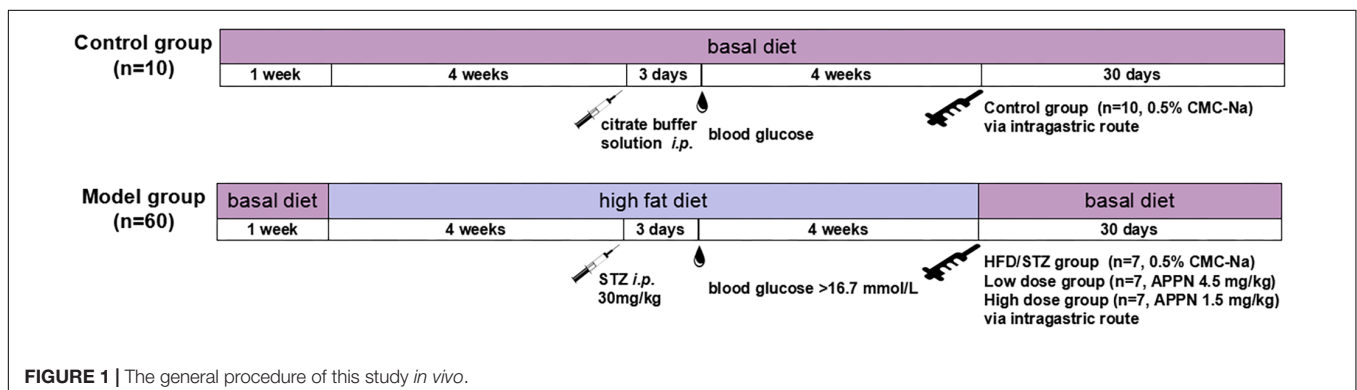 Control group
(n=10)
basal diet
1 week 4 weeks 3 days 4 weeks 30 days
citrate buffer
solution i.p.
blood glucose
Control group (n=10, 0.5% CMC-Na)
via intragastric route
Model group
(n=60)
basal diet high fat diet basal diet
1 week 4 weeks 3 days 4 weeks 30 days
STZ i.p.
30mg/kg
blood glucose >16.7 mmol/L
HFD/STZ group (n=7, 0.5% CMC-Na)
Low dose group (n=7, APPN 4.5 mg/kg)
High dose group (n=7, APPN 1.5 mg/kg)
via intragastric route
FIGURE 1 | The general procedure of this study in vivo.